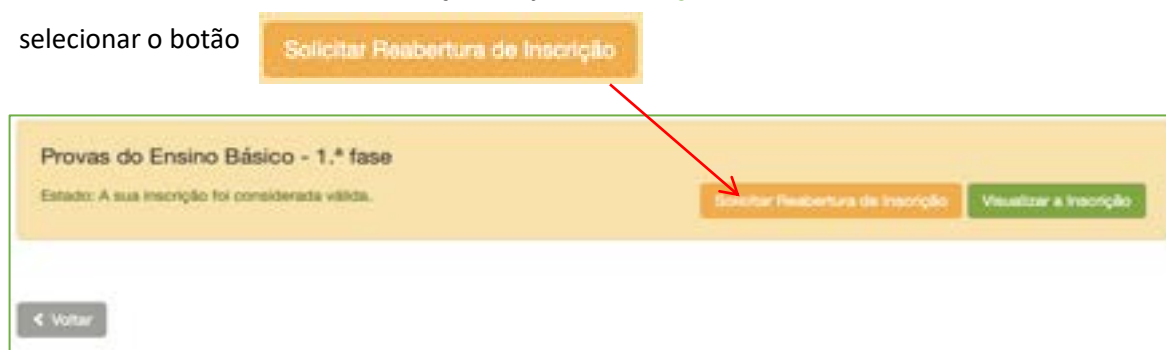 selecionar o botão
Solicitar Reabertura de Inscrição
Provas do Ensino Básico - 1.ª fase
Estado: A sua inscrição foi considerada válida.
Solicitar Reabertura de Inscrição
Visualizar a Inscrição
Voltar